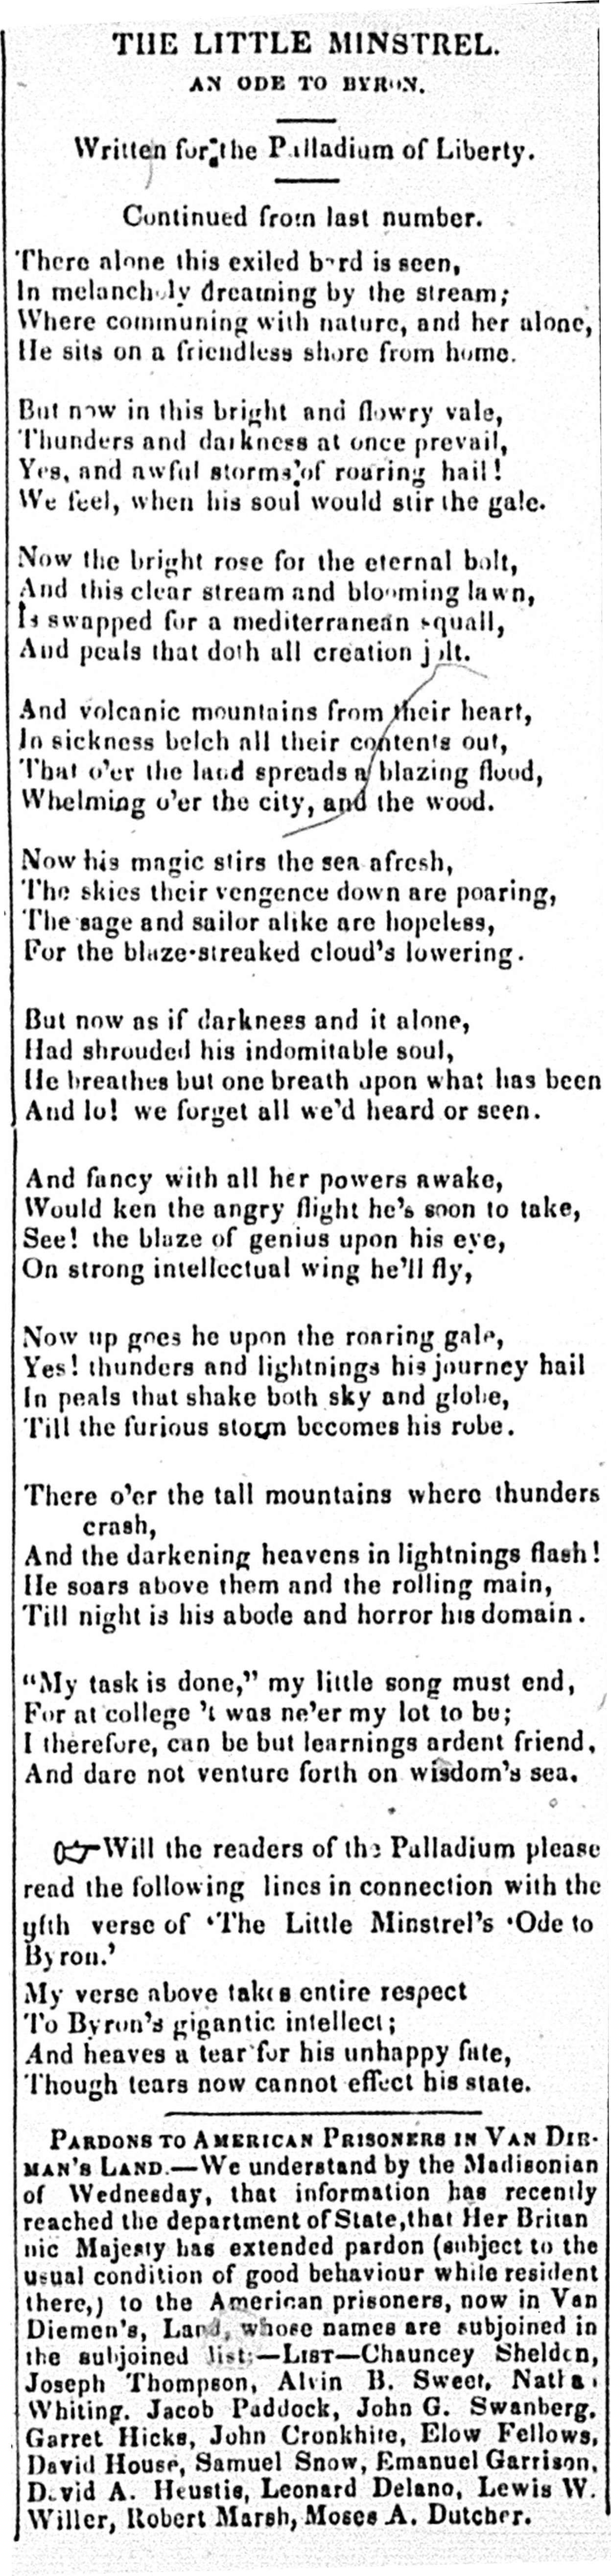 THE LITTLE MINSTREL.
AN ODE TO BYRON.
Written for the Palladium of Liberty.
Continued from last number.
There alone this exiled bard is seen,
In melancholy dreaming by the stream;
Where communing with nature, and her alone,
He sits on a friendless shore from home.
But now in this bright and flowry vale,
Thunders and darkness at once prevail,
Yes, and awful storms of roaring hail!
We feel, when his soul would stir the gale.
Now the bright rose for the eternal bolt,
And this clear stream and blooming lawn,
Is swapped for a mediterranean squall,
And peals that doth all creation jolt.
And volcanic mountains from their heart,
In sickness belch all their contents out,
That o'er the land spreads a blazing flood,
Whelming o'er the city, and the wood.
Now his magic stirs the sea afresh,
The skies their vengence down are poaring,
The sage and sailor alike are hopeless,
For the blaze-streaked cloud's lowering.
But now as if darkness and it alone,
Had shrouded his indomitable soul,
He breathes but one breath upon what has been
And lo! we forget all we'd heard or seen.
And fancy with all her powers awake,
Would ken the angry flight he's soon to take,
See! the blaze of genius upon his eye,
On strong intellectual wing he'll fly,
Now up goes he upon the roaring gale,
Yes! thunders and lightnings his journey hail
In peals that shake both sky and globe,
Till the furious storm becomes his robe.
There o'er the tall mountains where thunders
crash,
And the darkening heavens in lightnings flash!
He soars above them and the rolling main,
Till night is his abode and horror his domain.
"My task is done," my little song must end,
For at college 't was ne'er my lot to be;
I therefore, can be but learnings ardent friend,
And dare not venture forth on wisdom's sea.
☞Will the readers of the Palladium please
read the following lines in connection with the
verse of 'The Little Minstrel's 'Ode to
Byron.'
My verse above takes entire respect
To Byron's gigantic intellect;
And heaves a tear for his unhappy fate,
Though tears now cannot effect his state.
PARDONS TO AMERICAN PRISONERS IN VAN DIE-
MAN'S LAND.—We understand by the Madisonian
of Wednesday, that information has recently
reached the department of State, that Her Britan
nic Majesty has extended pardon (subject to the
usual condition of good behaviour while resident
there,) to the American prisoners, now in Van
Diemen's, Land, whose names are subjoined in
the subjoined list;—LIST—Chauncey Shelden,
Joseph Thompson, Alvin B. Sweet, Nathan
Whiting. Jacob Paddock, John G. Swanberg,
Garret Hicks, John Cronkhite, Elow Fellows,
David House, Samuel Snow, Emanuel Garrison,
David A. Heustis, Leonard Delano, Lewis W.
Willer, Robert Marsh, Moses A. Dutcher.